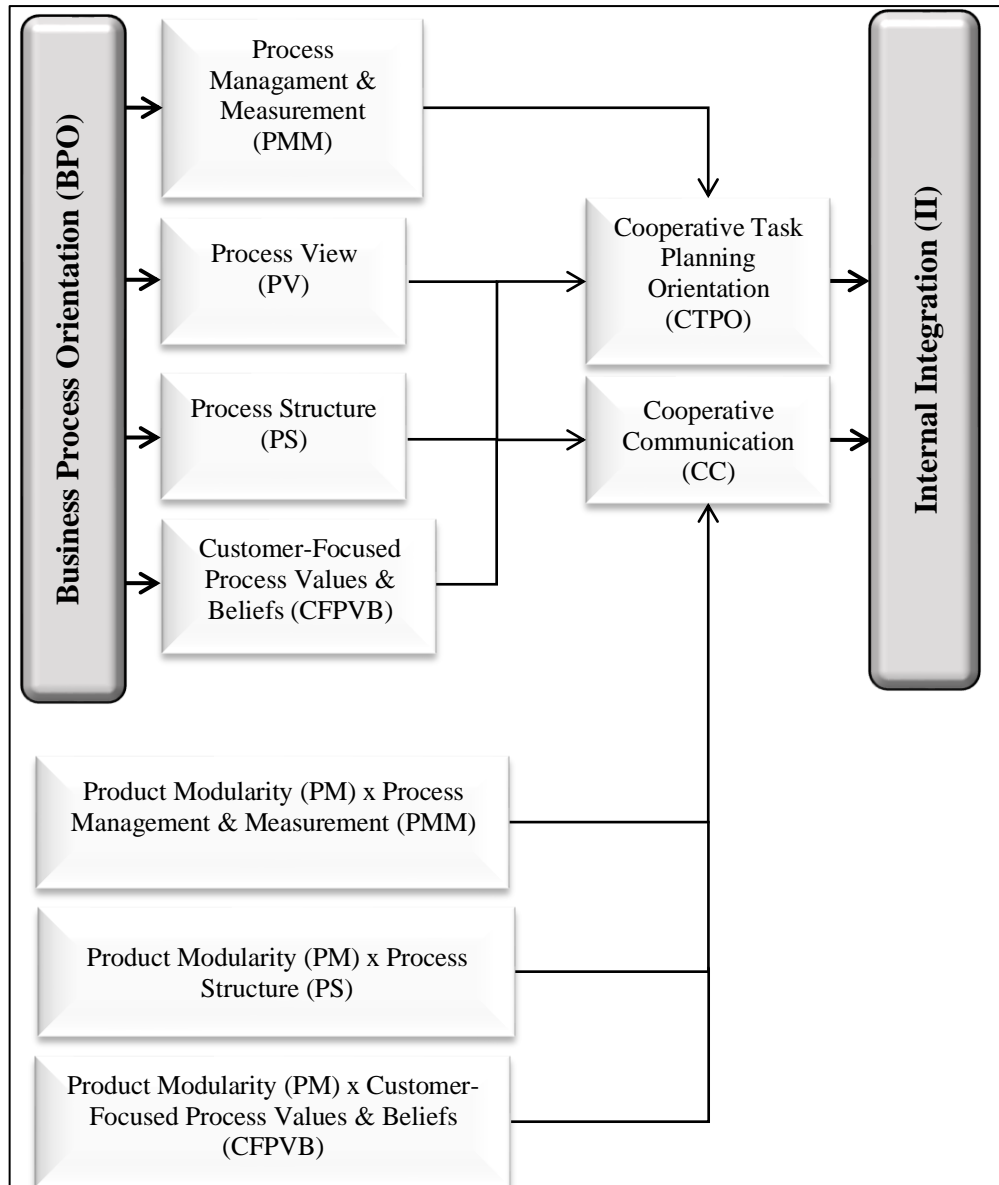 Business Process Orientation (BPO)
Process
Managament &
Measurement
(PMM)
Process View
(PV)
Process Structure
(PS)
Customer-Focused
Process Values &
Beliefs (CFPVB)
Cooperative Task
Planning
Orientation
(CTPO)
Cooperative
Communication
(CC)
Internal Integration (II)
Product Modularity (PM) x Process
Management & Measurement (PMM)
Product Modularity (PM) x Process
Structure (PS)
Product Modularity (PM) x Customer-
Focused Process Values & Beliefs
(CFPVB)